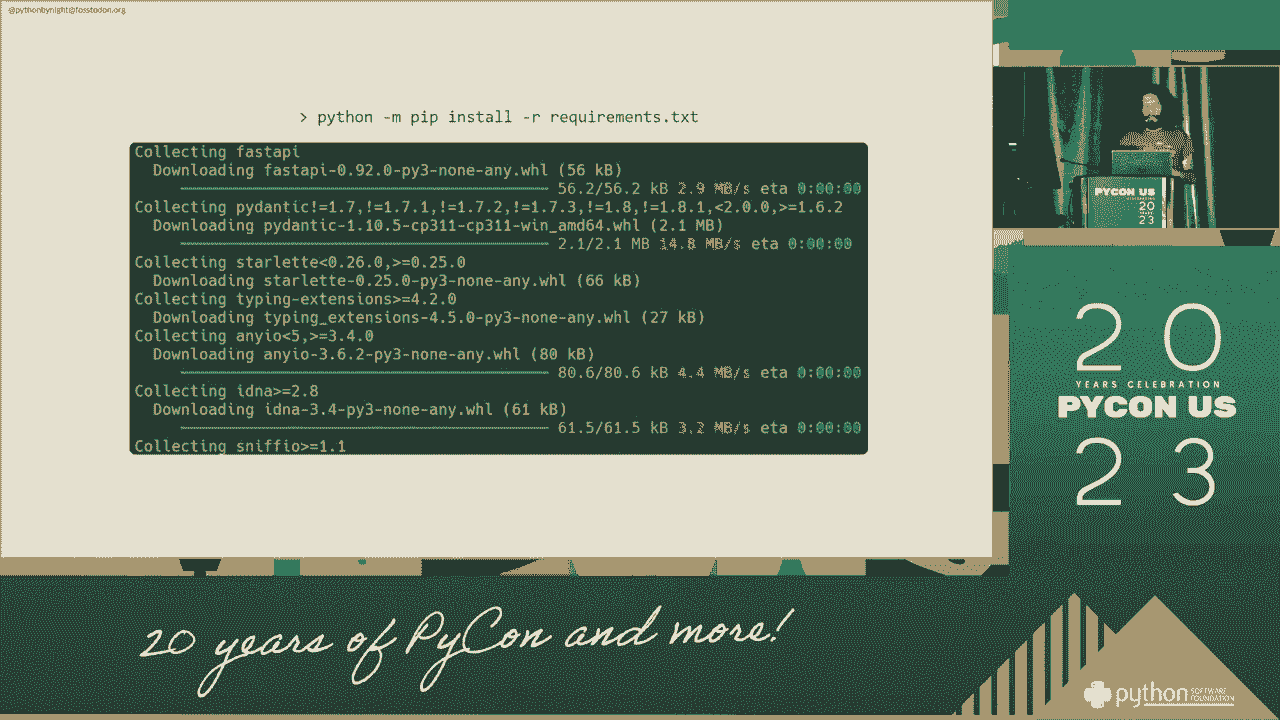 @pythonbynight@fosstodon.org
> python -m pip install -r requirements.txt
Collecting fastapi
Downloading fastapi-0.92.0-py3-none-any.whl (56 kB)
56.2/56.2 kB 2.9 MB/s eta 0:00:00
Collecting pydantic!=1.7,!=1.7.1,!=1.7.2,!=1.7.3,!=1.8,!=1.8.1,<2.0.0,>=1.6.2
Downloading pydantic-1.10.5-cp311-cp311-win_amd64.whl (2.1 MB)
2.1/2.1 MB 14.8 MB/s eta 0:00:00
Collecting starlette<0.26.0,>=0.25.0
Downloading starlette-0.25.0-py3-none-any.whl (66 kB)
Collecting typing-extensions>=4.2.0
Downloading typing_extensions-4.5.0-py3-none-any.whl (27 kB)
Collecting anyio<5,>=3.4.0
Downloading anyio-3.6.2-py3-none-any.whl (80 kB)
80.6/80.6 kB 4.4 MB/s eta 0:00:00
Collecting idna>=2.8
Downloading idna-3.4-py3-none-any.whl (61 kB)
61.5/61.5 kB 3.2 MB/s eta 0:00:00
Collecting sniffio>=1.1
PYCON US
20
23
20
YEARS CELEBRATION
PYCON US
23
20 years of PyCon and more!
python SOFTWARE
FOUNDATION